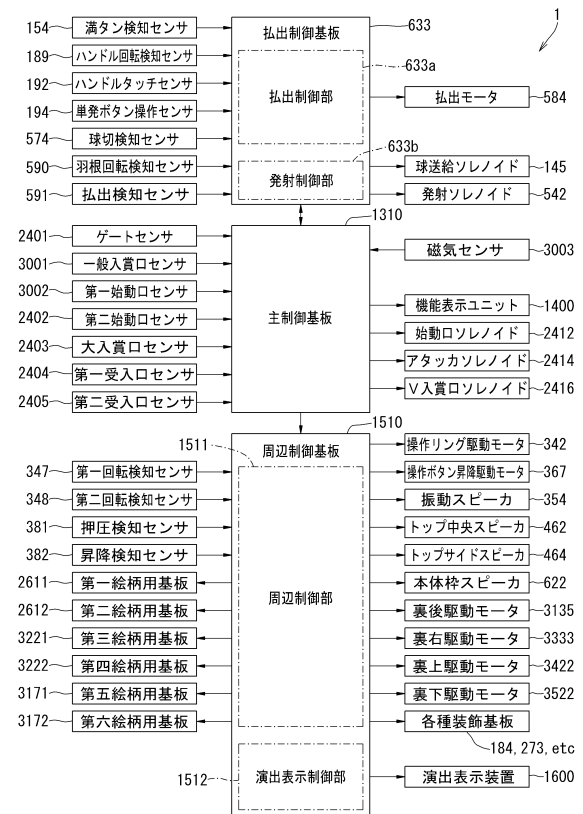 154 満タン検知センサ 払出制御基板 633 1
189 ハンドル回転検知センサ 633a
192 ハンドルタッチセンサ 払出制御部 払出モータ 584
194 単発ボタン操作センサ
574 球切検知センサ 633b
590 羽根回転検知センサ 発射制御部 球送給ソレノイド 145
591 払出検知センサ 発射ソレノイド 542
1310
2401 ゲートセンサ 主制御基板 磁気センサ 3003
3001 一般入賞口センサ
3002 第一始動口センサ 機能表示ユニット 1400
2402 第二始動口センサ 始動口ソレノイド 2412
2403 大入賞口センサ アタッカソレノイド 2414
2404 第一受入口センサ V入賞口ソレノイド 2416
2405 第二受入口センサ
1510
1511 周辺制御基板 操作リング駆動モータ 342
347 第一回転検知センサ 操作ボタン昇降駆動モータ 367
348 第二回転検知センサ 振動スピーカ 354
381 押圧検知センサ トップ中央スピーカ 462
382 昇降検知センサ トップサイドスピーカ 464
2611 第一絵柄用基板 周辺制御部 本体枠スピーカ 622
2612 第二絵柄用基板 裏後駆動モータ 3135
3221 第三絵柄用基板 裏右駆動モータ 3333
3222 第四絵柄用基板 裏上駆動モータ 3422
3171 第五絵柄用基板 裏下駆動モータ 3522
3172 第六絵柄用基板 各種装飾基板
184, 273, etc
1512 演出表示制御部 演出表示装置 1600